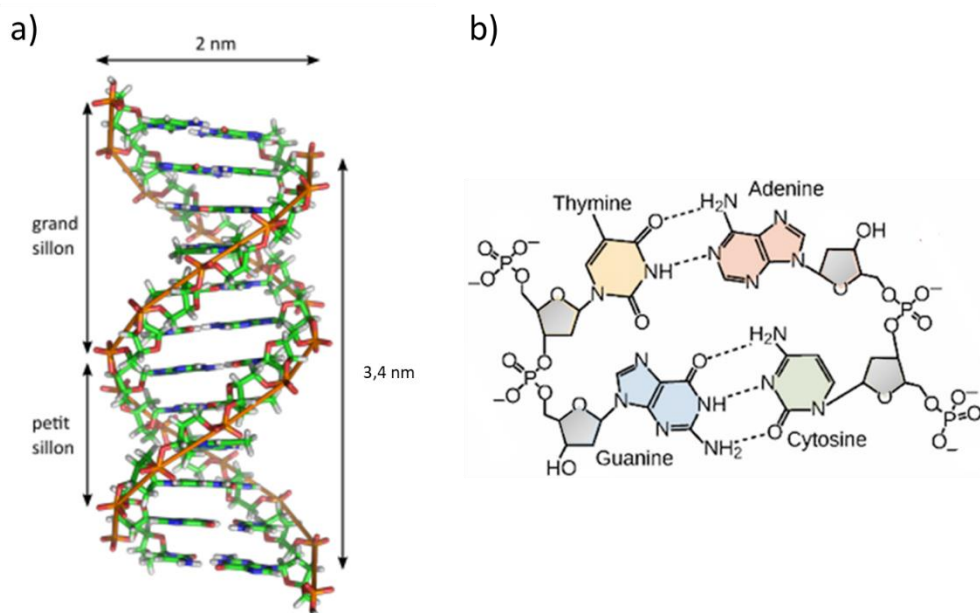 a)
2 nm
grand
sillon
petit
sillon
3,4 nm
b)
Thymine
Adenine
O
H₂N
N
N
NH
N
N
N
O
OH
O
O⁻
P
⁻O
O
O
O
O
O
P
O⁻
O
O
O
P
⁻O
O
O
O
N
N
N
O
NH
NH₂
H₂N
N
N
O
O
O
P
O⁻
O
⁻O
HO
Guanine
Cytosine